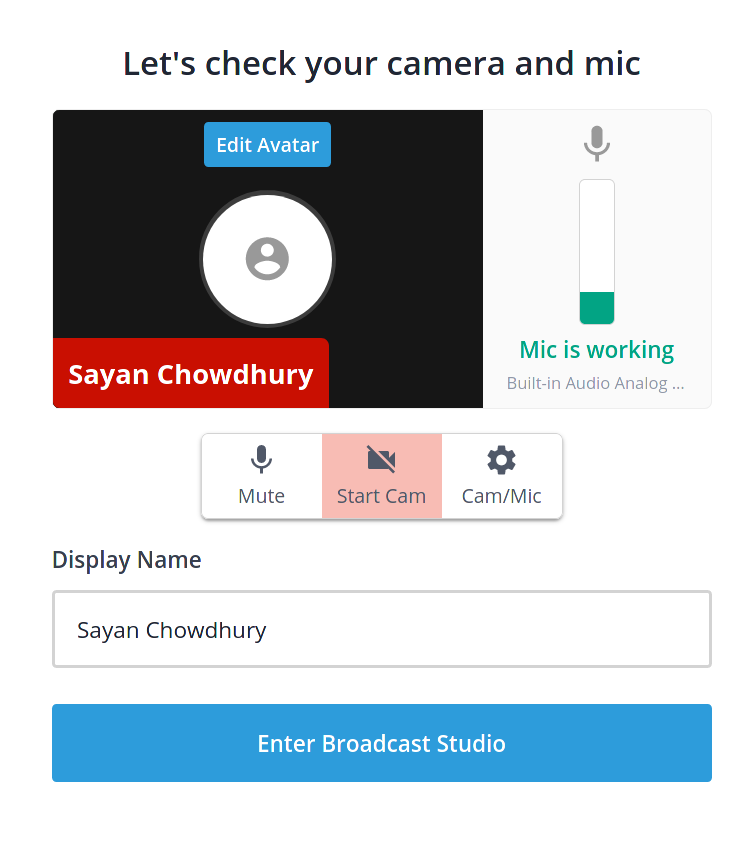 Let's check your camera and mic
Edit Avatar
Sayan Chowdhury
Mic is working
Built-in Audio Analog ...
Mute
Start Cam
Cam/Mic
Display Name
Sayan Chowdhury
Enter Broadcast Studio